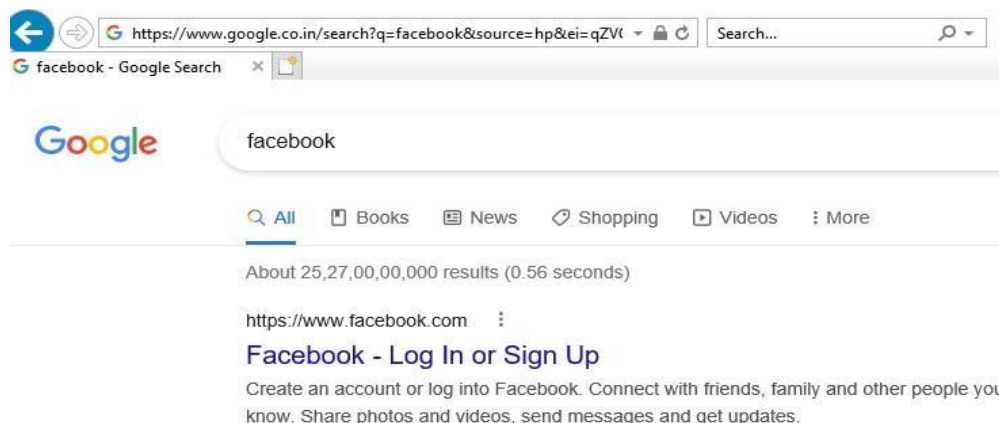 https://www.google.co.in/search?q=facebook&source=hp&ei=qZV( Search...
facebook - Google Search
Google facebook
All Books News Shopping Videos More
About 25,27,00,00,000 results (0.56 seconds)
https://www.facebook.com
Facebook - Log In or Sign Up
Create an account or log into Facebook. Connect with friends, family and other people you
know. Share photos and videos, send messages and get updates.